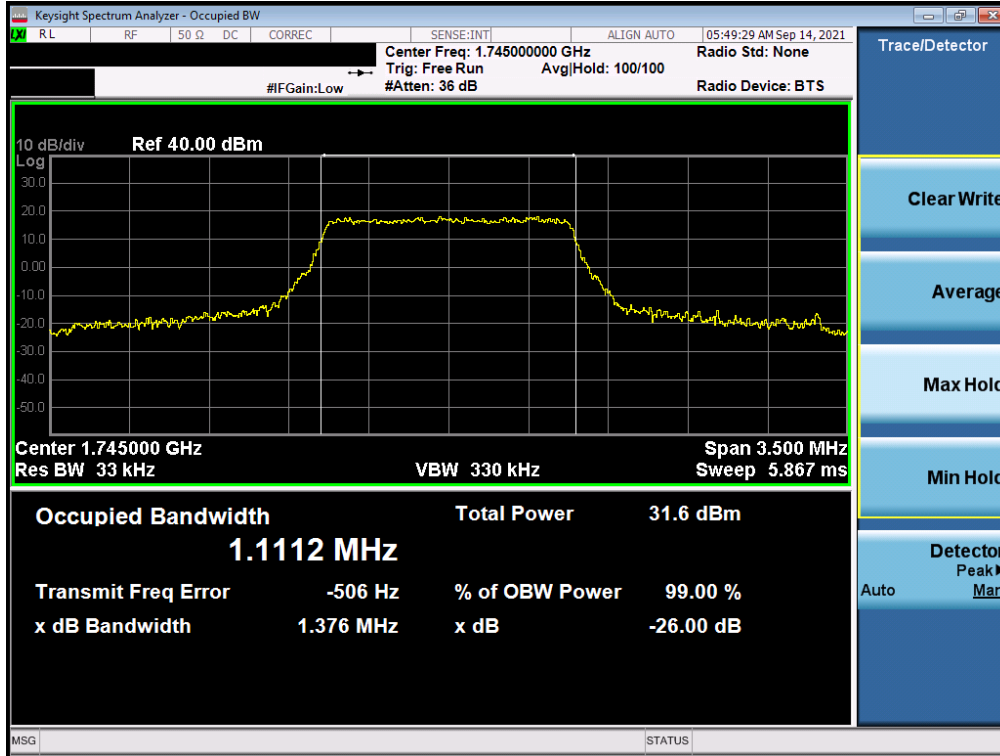 Keysight Spectrum Analyzer - Occupied BW
LXI RL RF 50 Ω DC CORREC SENSE:INT ALIGN AUTO 05:49:29 AM Sep 14, 2021
Center Freq: 1.745000000 GHz Radio Std: None
Trig: Free Run Avg|Hold: 100/100
#IFGain:Low #Atten: 36 dB Radio Device: BTS
Trace/Detector
10 dB/div Ref 40.00 dBm
Log
30.0
20.0
10.0
0.00
-10.0
-20.0
-30.0
-40.0
-50.0
Center 1.745000 GHz Span 3.500 MHz
Res BW 33 kHz VBW 330 kHz Sweep 5.867 ms
Occupied Bandwidth Total Power 31.6 dBm
1.1112 MHz
Transmit Freq Error -506 Hz % of OBW Power 99.00 %
x dB Bandwidth 1.376 MHz x dB -26.00 dB
Clear Write
Average
Max Hold
Min Hold
Detector
Peak
Auto Man
MSG STATUS